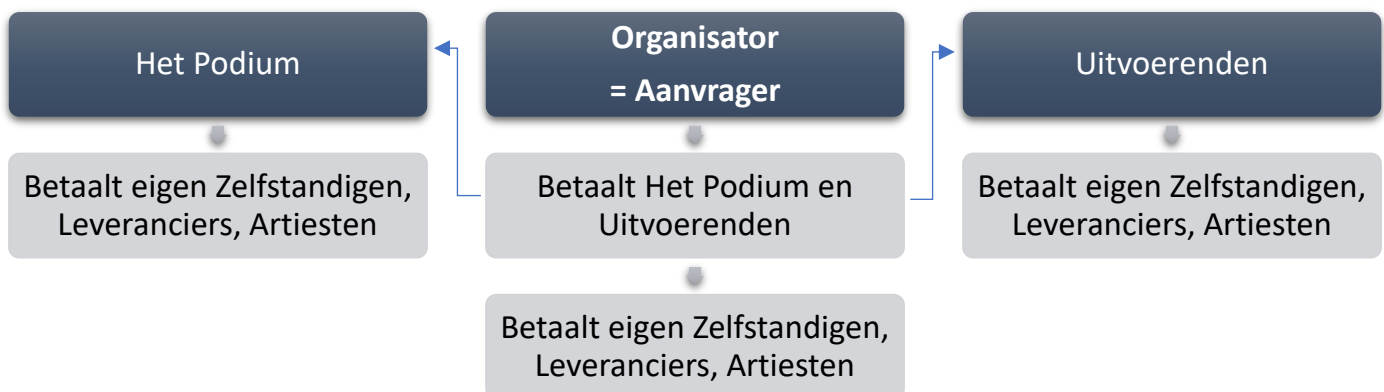 Het Podium
Organisator
= Aanvrager
Uitvoerenden
Betaalt eigen Zelfstandigen,
Leveranciers, Artiesten
Betaalt Het Podium en
Uitvoerenden
Betaalt eigen Zelfstandigen,
Leveranciers, Artiesten
Betaalt eigen Zelfstandigen,
Leveranciers, Artiesten